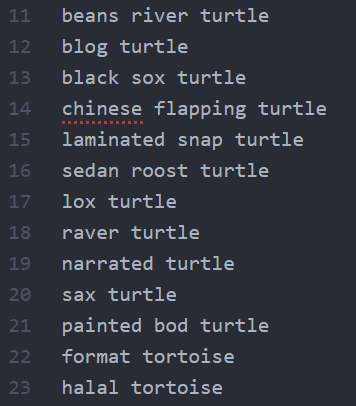 11 beans river turtle
12 blog turtle
13 black sox turtle
14 chinese flapping turtle
15 laminated snap turtle
16 sedan roost turtle
17 lox turtle
18 raver turtle
19 narrated turtle
20 sax turtle
21 painted bod turtle
22 format tortoise
23 halal tortoise